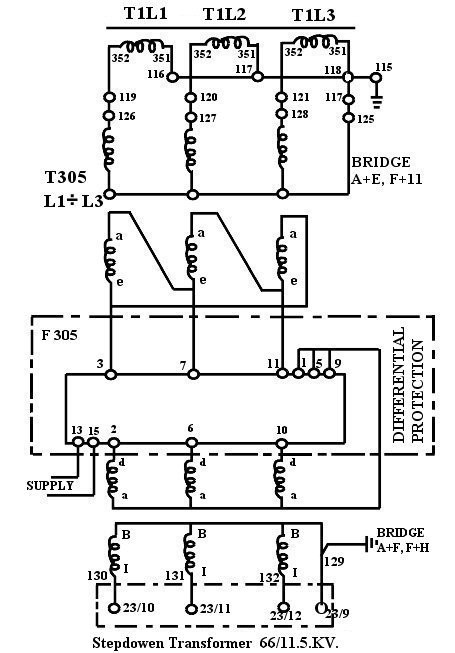 T1L1 T1L2 T1L3
352 351 352 351 352 351
116 117 118 115
119 120 121 117
126 127 128 125
BRIDGE
A+E, F+11
T305
L1÷ L3
a a a
e e e
F 305
3 7 11 1 5 9
DIFFERENTIAL
PROTECTION
13 15 2 6 10
d d d
SUPPLY
a a a
B B B
BRIDGE
A+F, F+H
I I I
129
130 131 132
23/10 23/11 23/12 23/9
Stepdowen Transformer 66/11.5.KV.